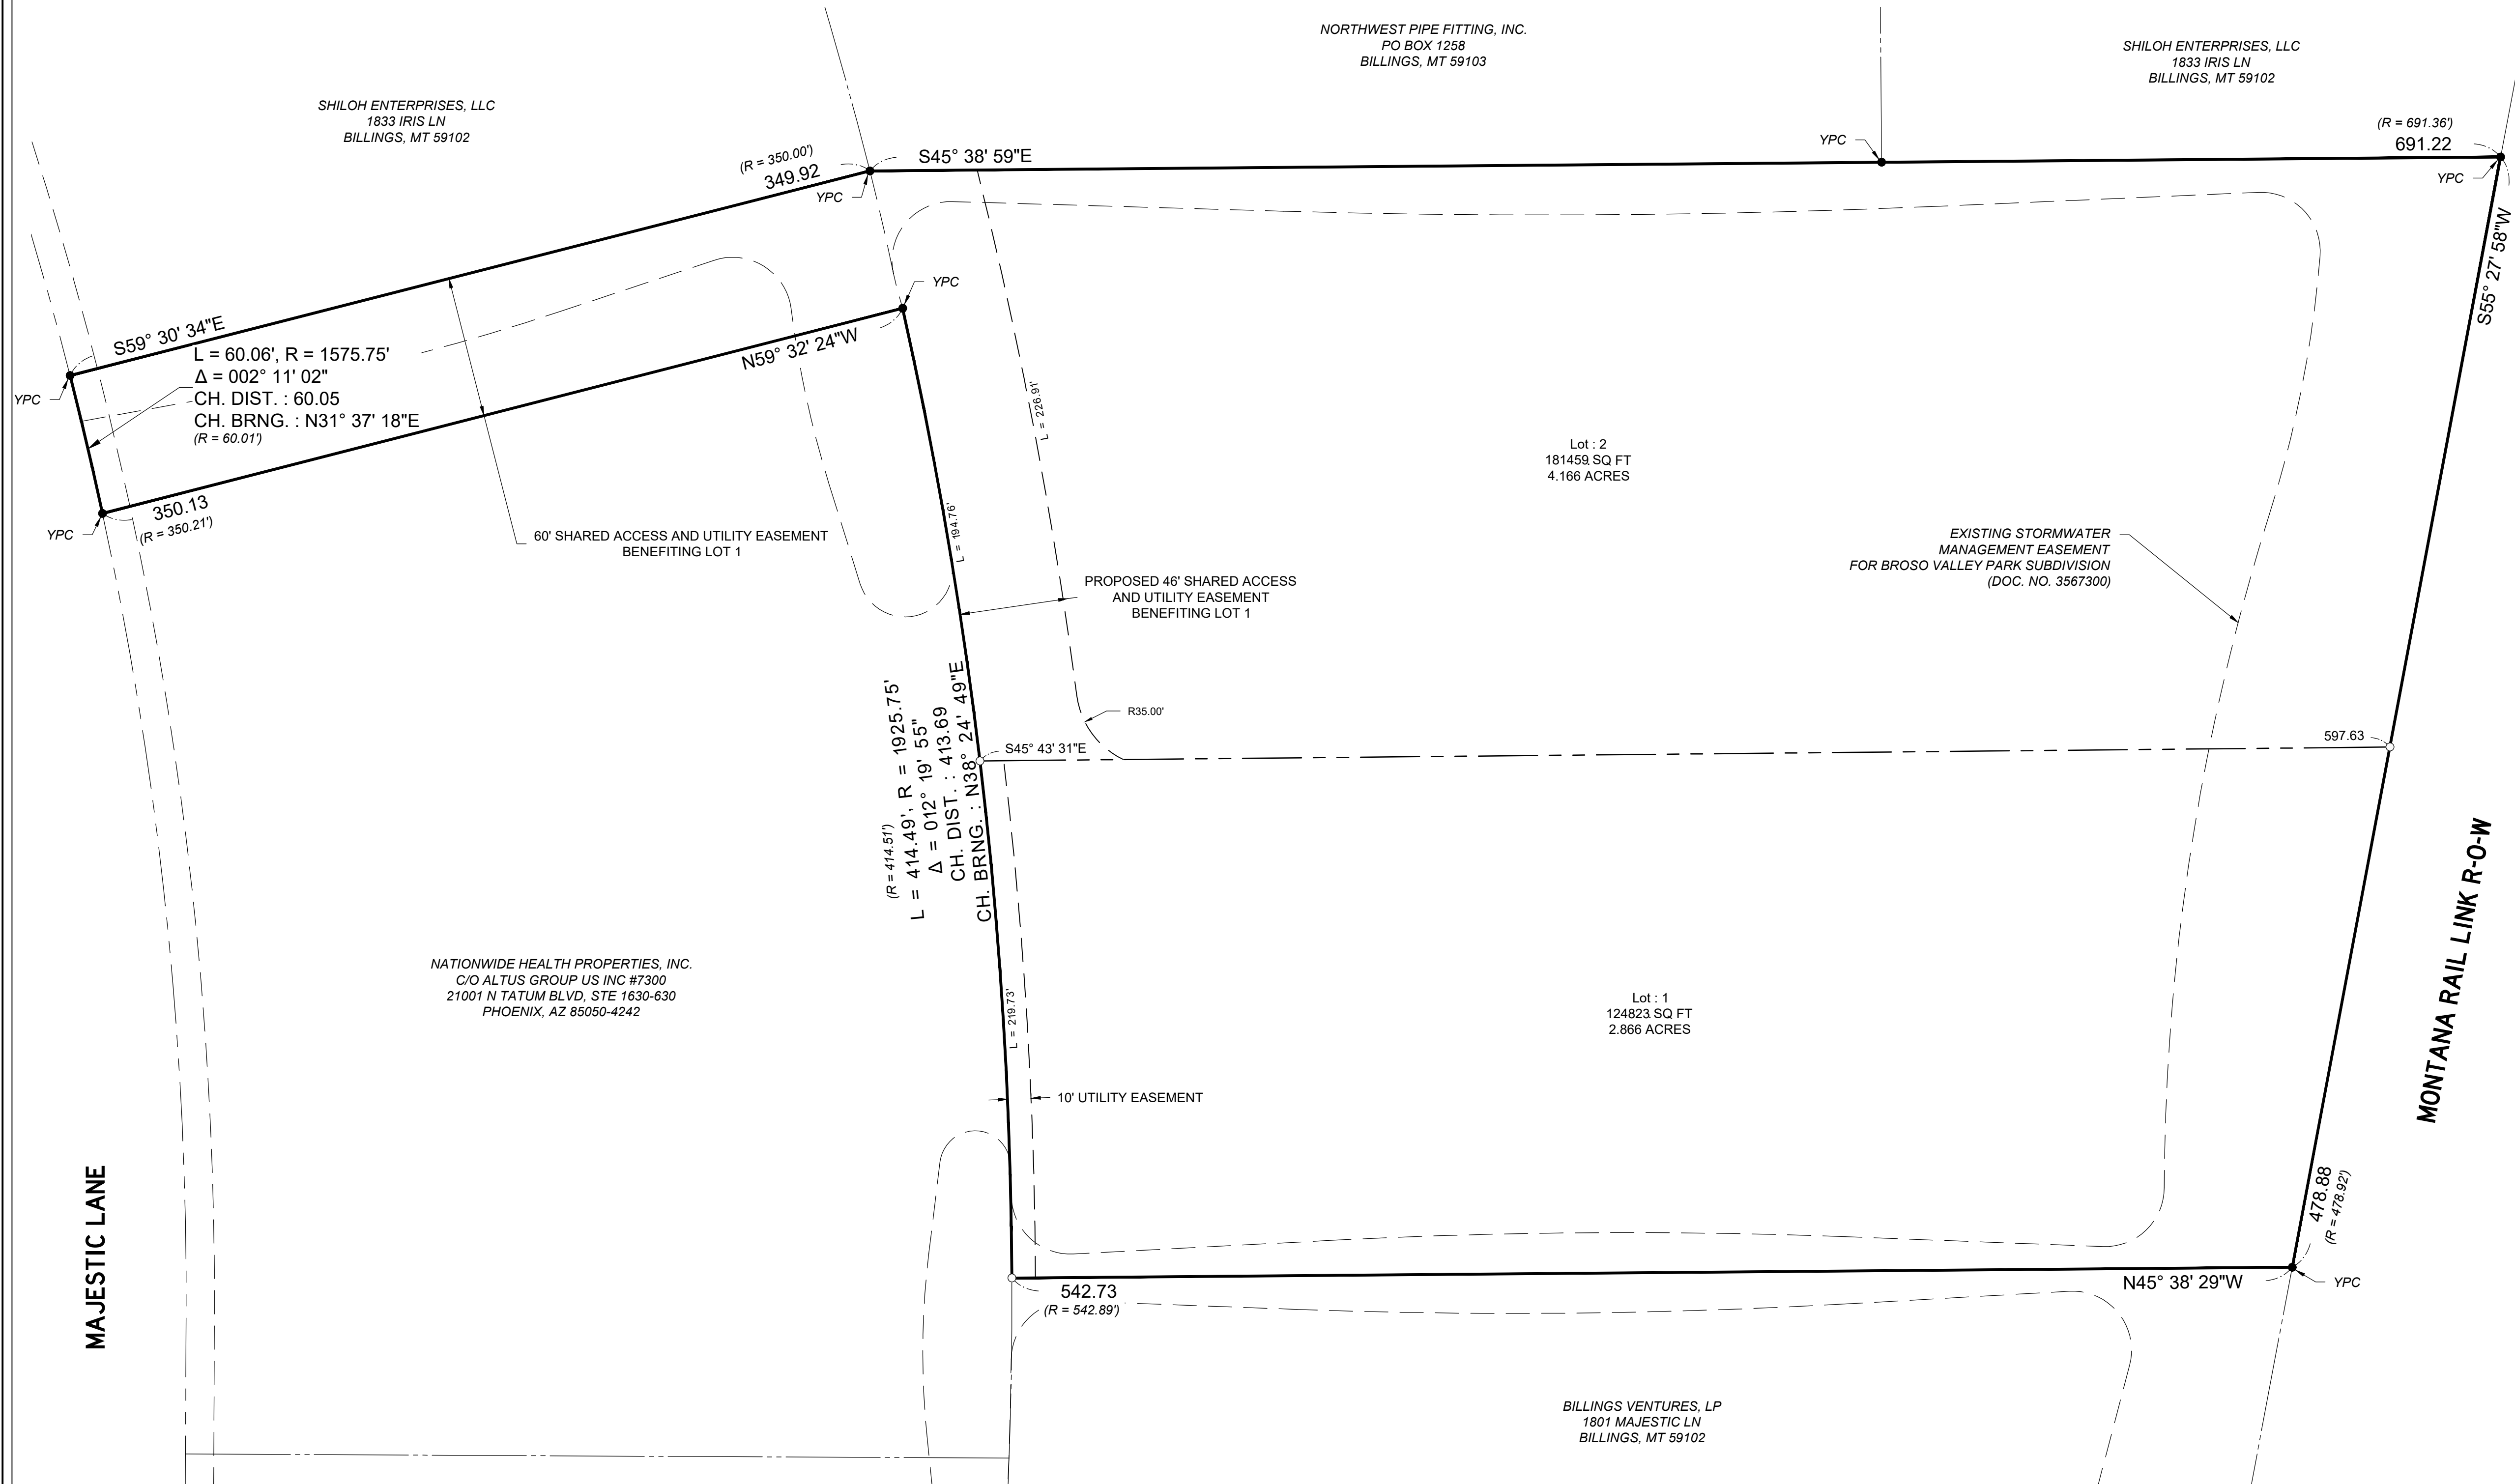 NORTHWEST PIPE FITTING, INC.
PO BOX 1258
BILLINGS, MT 59103
SHILOH ENTERPRISES, LLC
1833 IRIS LN
BILLINGS, MT 59102
SHILOH ENTERPRISES, LLC
1833 IRIS LN
BILLINGS, MT 59102
(R = 350.00')
349.92
YPC
S45° 38' 59"E
YPC
(R = 691.36')
691.22
YPC
S55° 27' 58"W
S59° 30' 34"E
YPC
L = 60.06', R = 1575.75'
Δ = 002° 11' 02"
CH. DIST. : 60.05
CH. BRNG. : N31° 37' 18"E
(R = 60.01')
N59° 32' 24"W
YPC
350.13
(R = 350.21')
YPC
60' SHARED ACCESS AND UTILITY EASEMENT
BENEFITING LOT 1
L = 226.91'
L = 194.76'
Lot : 2
181459 SQ FT
4.166 ACRES
PROPOSED 46' SHARED ACCESS
AND UTILITY EASEMENT
BENEFITING LOT 1
EXISTING STORMWATER
MANAGEMENT EASEMENT
FOR BROSO VALLEY PARK SUBDIVISION
(DOC. NO. 3567300)
R35.00'
S45° 43' 31"E
597.63
(R = 414.51')
L = 414.49', R = 1925.75'
Δ = 012° 19' 55"
CH. DIST. : 413.69
CH. BRNG. : N38° 24' 49"E
NATIONWIDE HEALTH PROPERTIES, INC.
C/O ALTUS GROUP US INC #7300
21001 N TATUM BLVD, STE 1630-630
PHOENIX, AZ 85050-4242
L = 219.73'
Lot : 1
124823 SQ FT
2.866 ACRES
MONTANA RAIL LINK R-O-W
10' UTILITY EASEMENT
MAJESTIC LANE
478.88
(R = 478.92')
542.73
(R = 542.89')
N45° 38' 29"W
YPC
BILLINGS VENTURES, LP
1801 MAJESTIC LN
BILLINGS, MT 59102